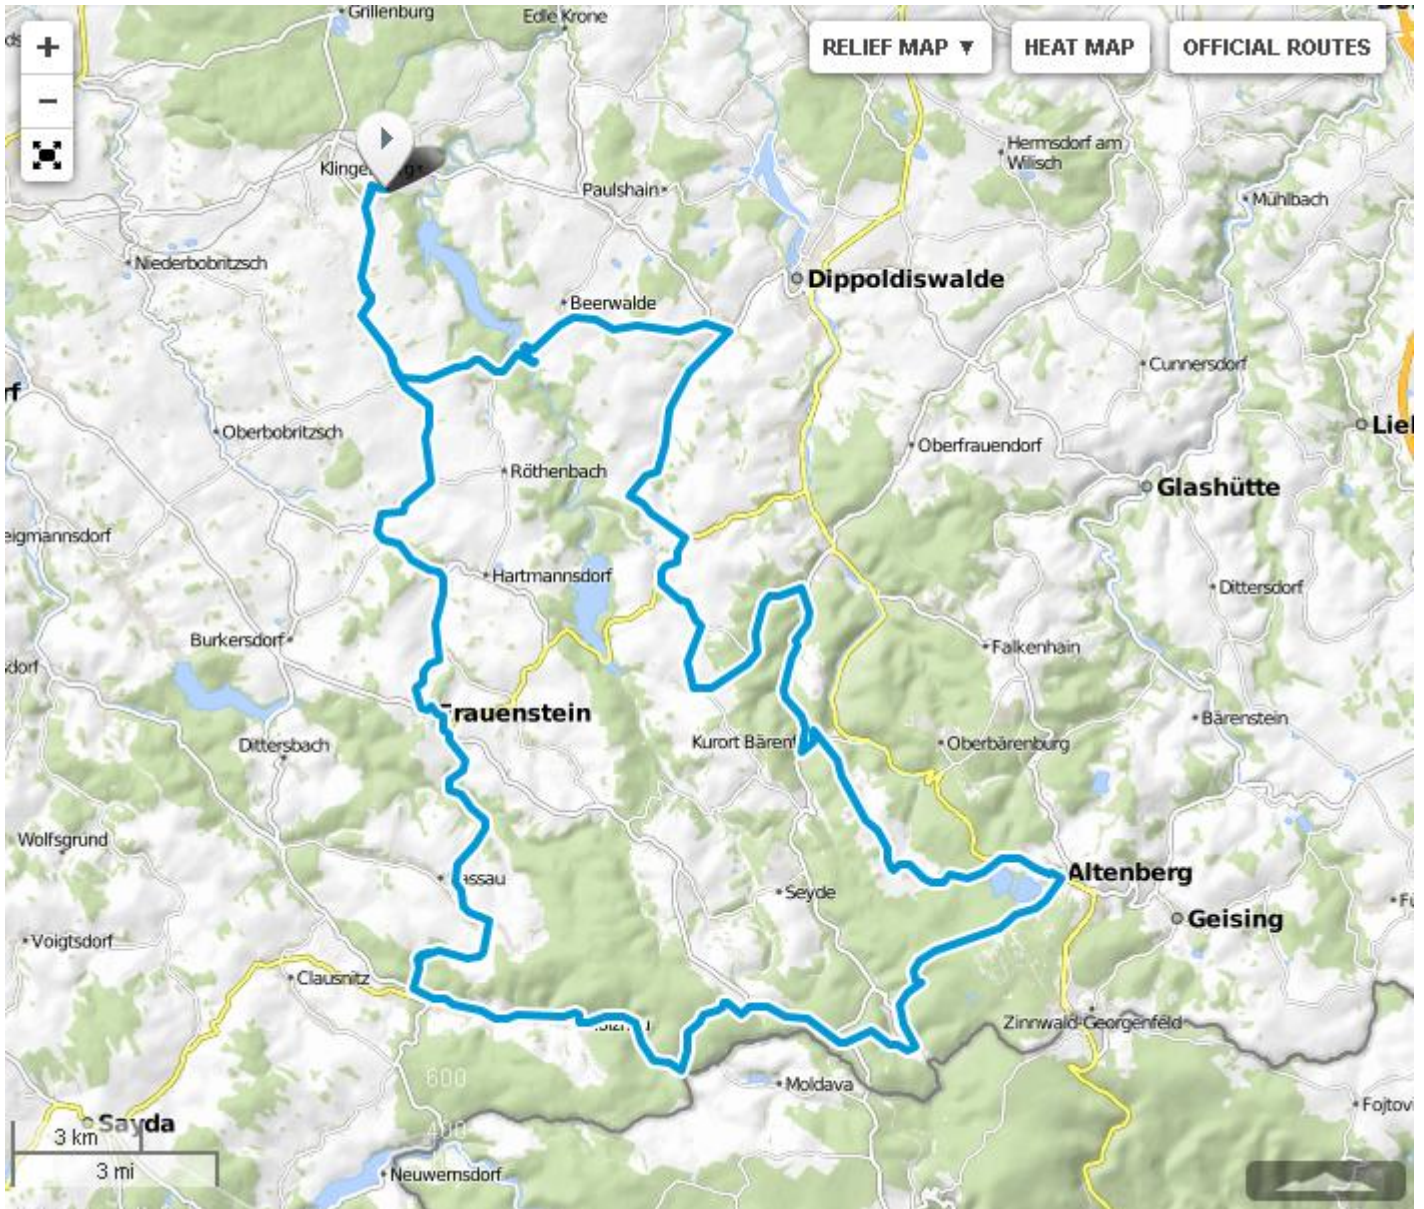 Grillenburg
Edle Krone
+
RELIEF MAP ▼
HEAT MAP
OFFICIAL ROUTES
−
Hermsdorf am
Wilisch
Paulshain
Mühlbach
Niederbobritzsch
Dippoldiswalde
Beerwalde
Cunnersdorf
Oberbobritzsch
Oberfrauendorf
Röthenbach
Glashütte
Hartmannsdorf
Dittersdorf
Burkersdorf
Falkenhain
Frauenstein
Bärenstein
Dittersbach
Oberbärenburg
Wolfsgrund
Altenberg
Seyde
Geising
Voigtsdorf
Clausnitz
Zinnwald-Georgenfeld
600
Moldava
Sayda
400
3 km
3 mi
Neuwernsdorf